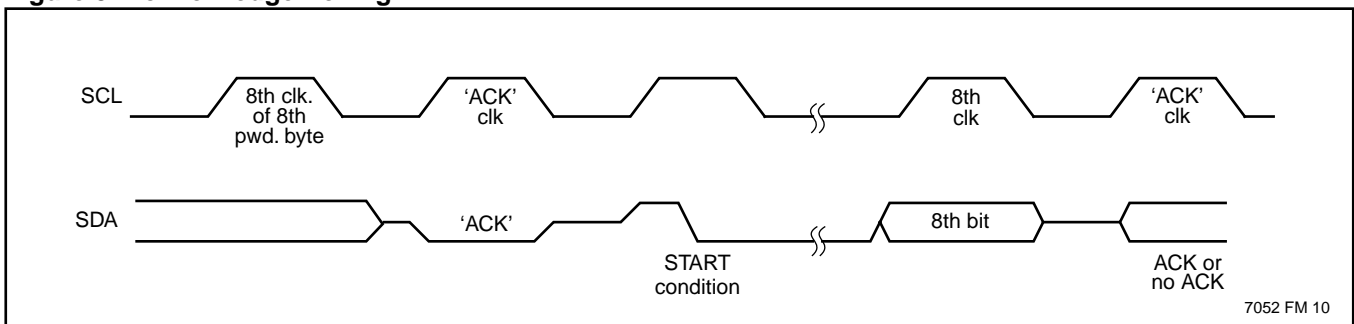 SCL
8th clk.
of 8th
pwd. byte
'ACK'
clk
8th
clk
'ACK'
clk
SDA
'ACK'
8th bit
START
condition
ACK or
no ACK
7052 FM 10